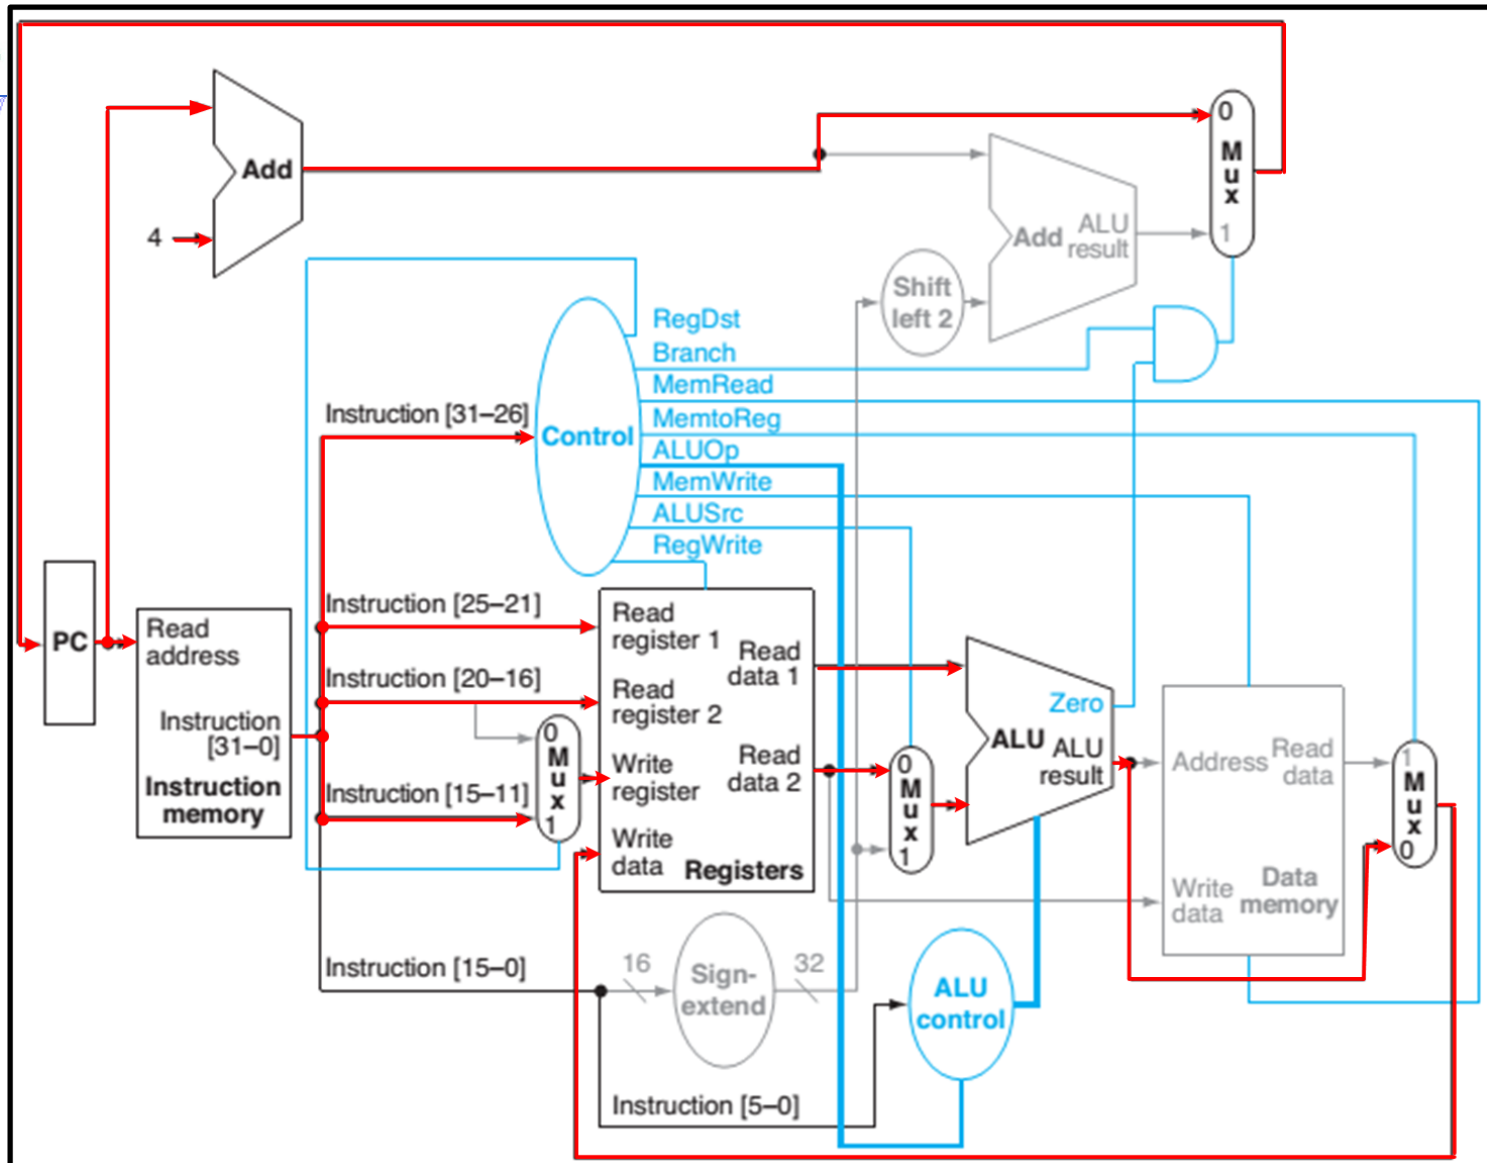 0
M
u
x
1
Add
4
Add
ALU
result
Shift
left 2
RegDst
Branch
MemRead
MemtoReg
ALUOp
MemWrite
ALUSrc
RegWrite
Control
Instruction [31–26]
Instruction [25–21]
Instruction [20–16]
Instruction [15–11]
Instruction [15–0]
Instruction [5–0]
PC
Read
address
Instruction
[31–0]
Instruction
memory
0
M
u
x
1
Read
register 1
Read
register 2
Write
register
Write
data
Read
data 1
Read
data 2
Registers
0
M
u
x
1
Zero
ALU
ALU
result
Address
Read
data
Write
data
Data
memory
1
M
u
x
0
16
Sign-
extend
32
ALU
control